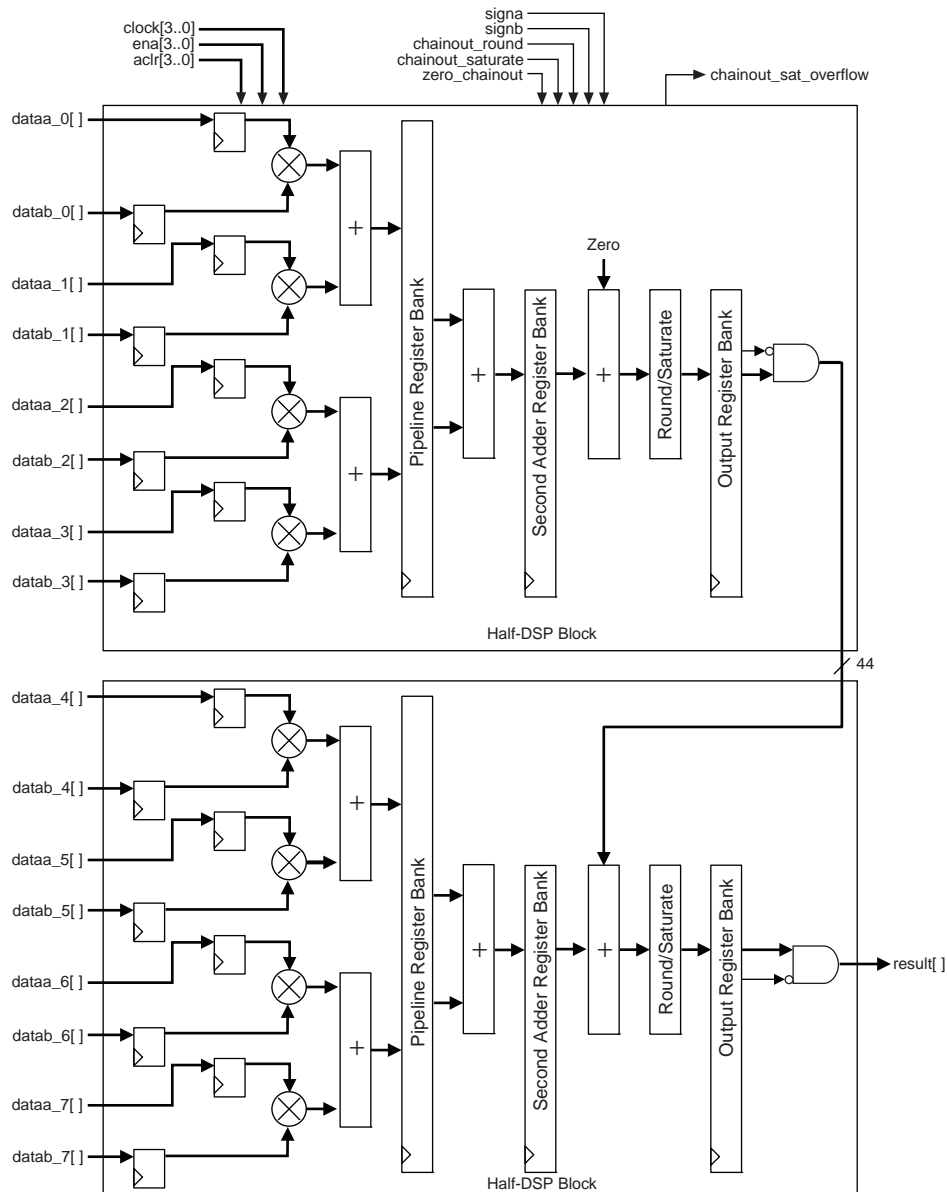 clock[3..0]
ena[3..0]
aclr[3..0]
signa
signb
chainout_round
chainout_saturate
zero_chainout
chainout_sat_overflow
dataa_0[ ]
datab_0[ ]
dataa_1[ ]
datab_1[ ]
dataa_2[ ]
datab_2[ ]
dataa_3[ ]
datab_3[ ]
+
+
Pipeline Register Bank
+
Second Adder Register Bank
Zero
+
Round/Saturate
Output Register Bank
Half-DSP Block
44
dataa_4[ ]
datab_4[ ]
dataa_5[ ]
datab_5[ ]
dataa_6[ ]
datab_6[ ]
dataa_7[ ]
datab_7[ ]
+
+
Pipeline Register Bank
+
Second Adder Register Bank
+
Round/Saturate
Output Register Bank
result[ ]
Half-DSP Block